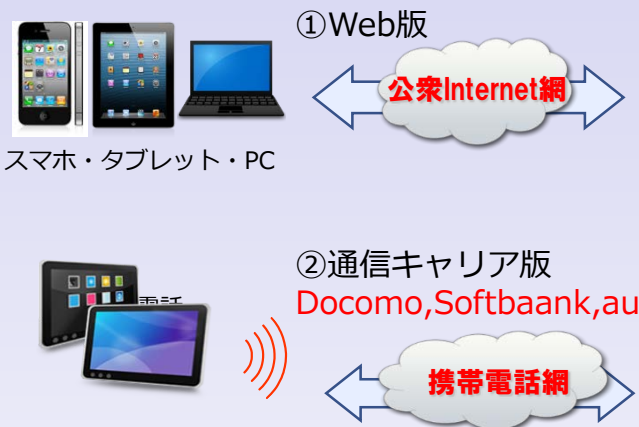 ①Web版
公衆Internet網
スマホ・タブレット・PC
②通信キャリア版
電話
Docomo,Softbaank,au
携帯電話網